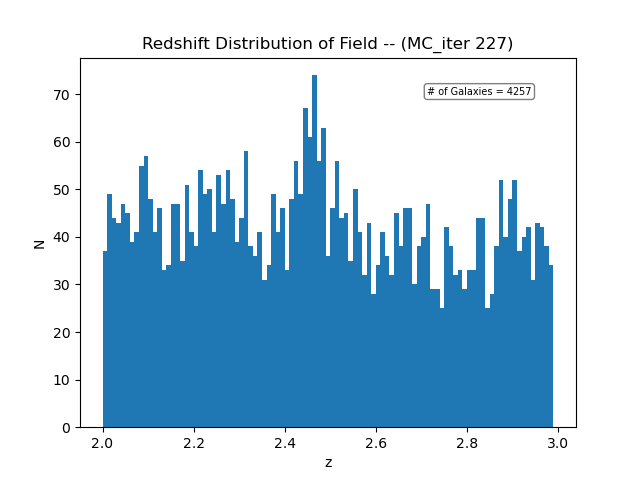 Redshift Distribution of Field -- (MC_iter 227)
# of Galaxies = 4257
70
60
50
40
30
20
10
0
N
2.0 2.2 2.4 2.6 2.8 3.0
z